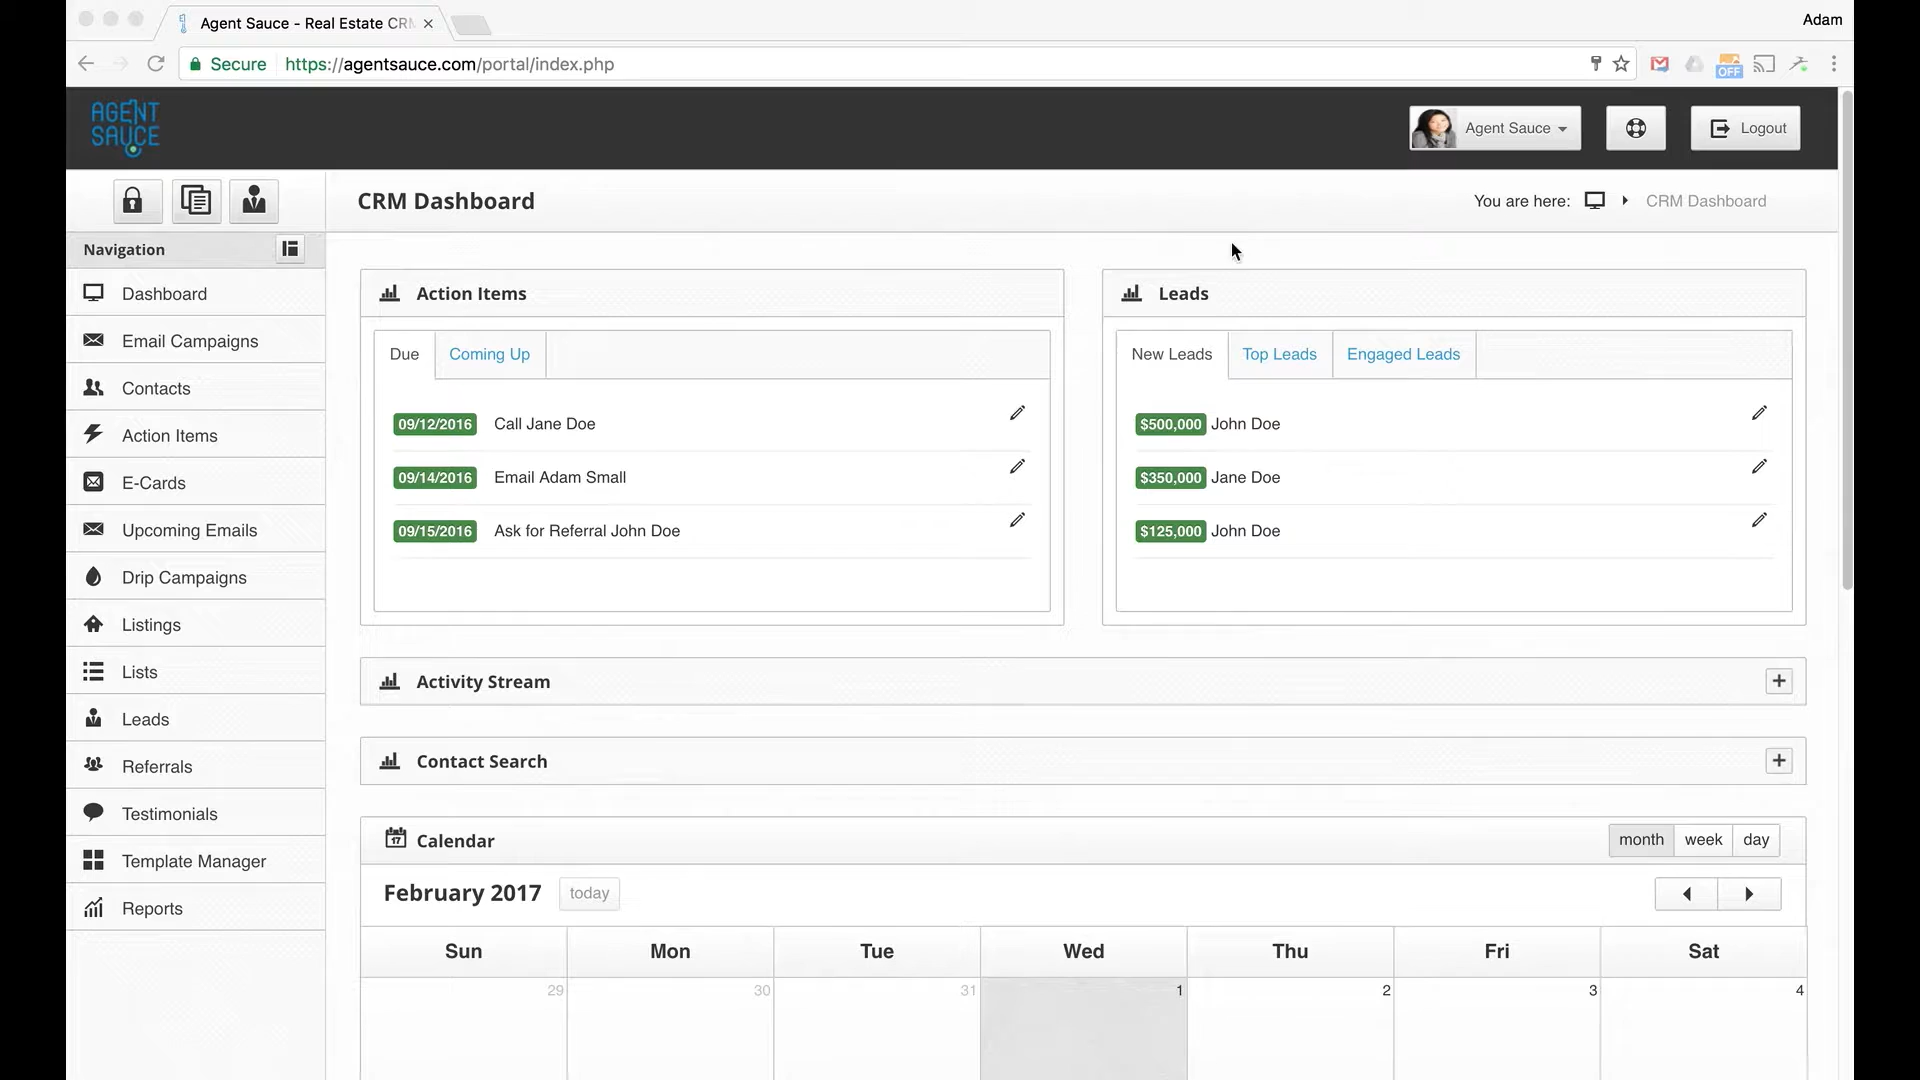 Agent Sauce - Real Estate CRM
Adam
Secure
https://agentsauce.com/portal/index.php
OFF
AGENT
SAUCE
Agent Sauce
Logout
CRM Dashboard
You are here:
CRM Dashboard
Navigation
Dashboard
Email Campaigns
Contacts
Action Items
E-Cards
Upcoming Emails
Drip Campaigns
Listings
Lists
Leads
Referrals
Testimonials
Template Manager
Reports
Action Items
Due Coming Up
09/12/2016 Call Jane Doe
09/14/2016 Email Adam Small
09/15/2016 Ask for Referral John Doe
Leads
New Leads Top Leads Engaged Leads
$500,000 John Doe
$350,000 Jane Doe
$125,000 John Doe
Activity Stream
Contact Search
17
Calendar
month week day
February 2017 today
Sun Mon Tue Wed Thu Fri Sat
29 30 31 1 2 3 4